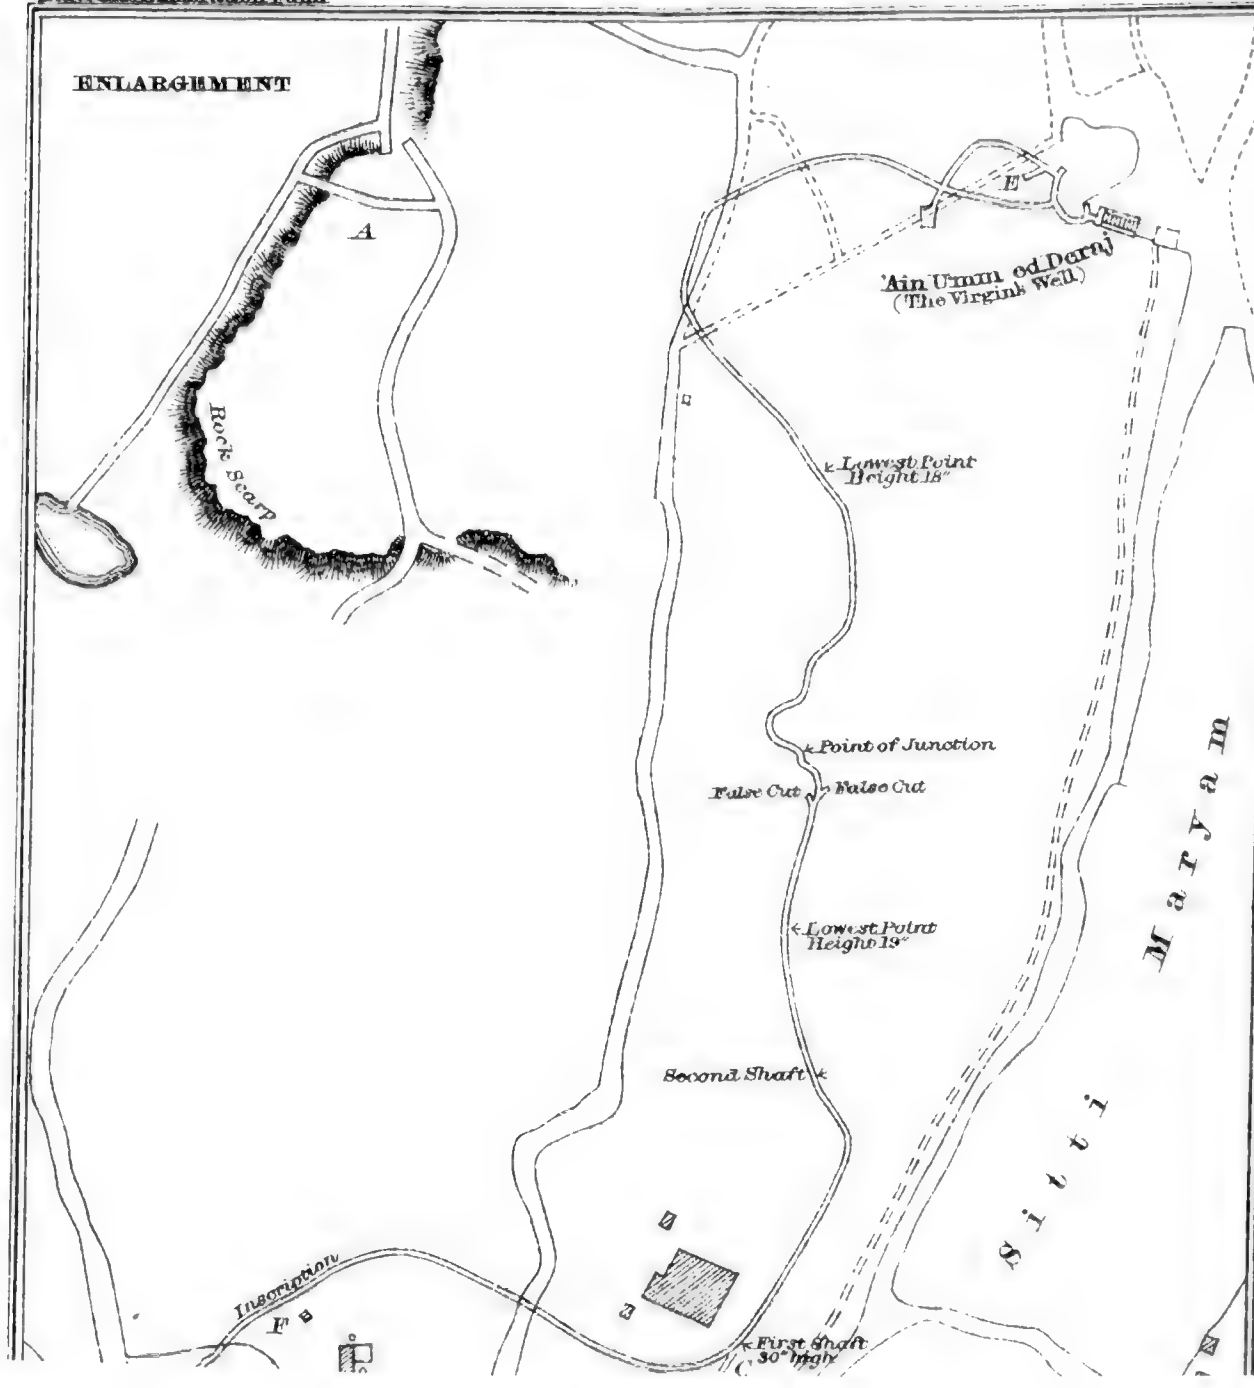 ENLARGEMENT
A
E
'Ain Umm ed Deraj
(The Virgin's Well)
Rock Scarp
Lowest Point
Height 18"
Point of Junction
False Cut
False Cut
Maryam
Lowest Point
Height 19"
Second Shaft
Sitti
Inscription
F
First Shaft
30" high